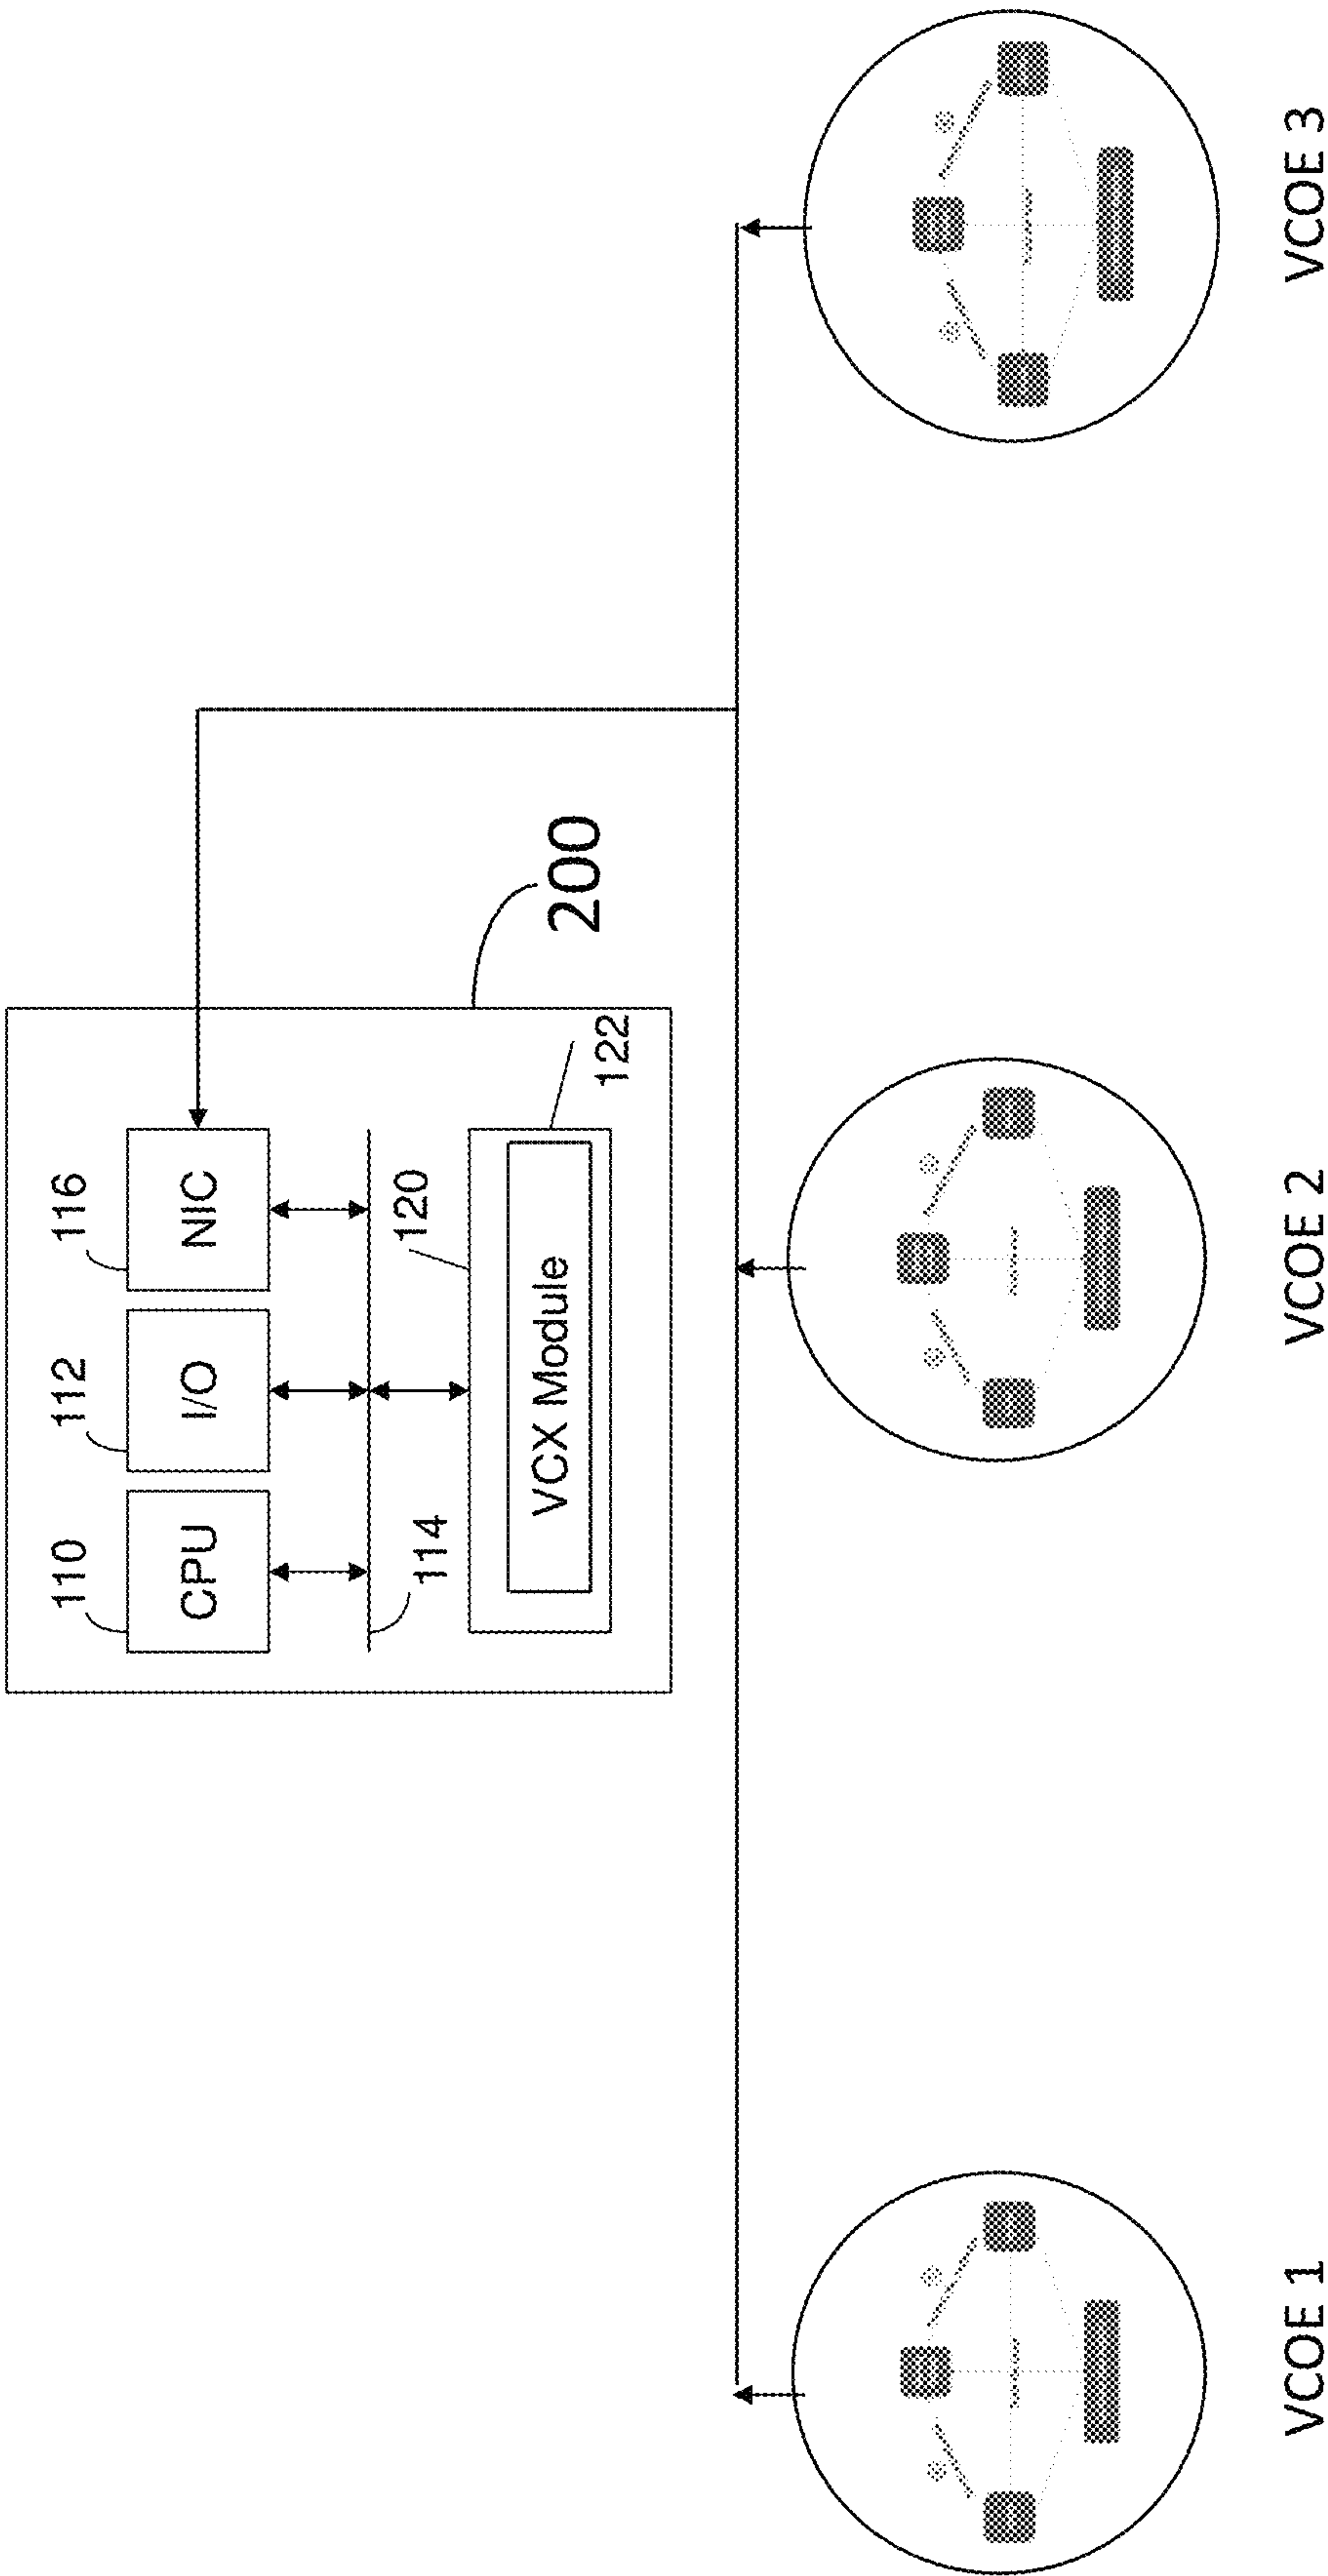 110
112
116
CPU
I/O
NIC
114
120
VCX Module
122
200
VCOE 1
VCOE 2
VCOE 3